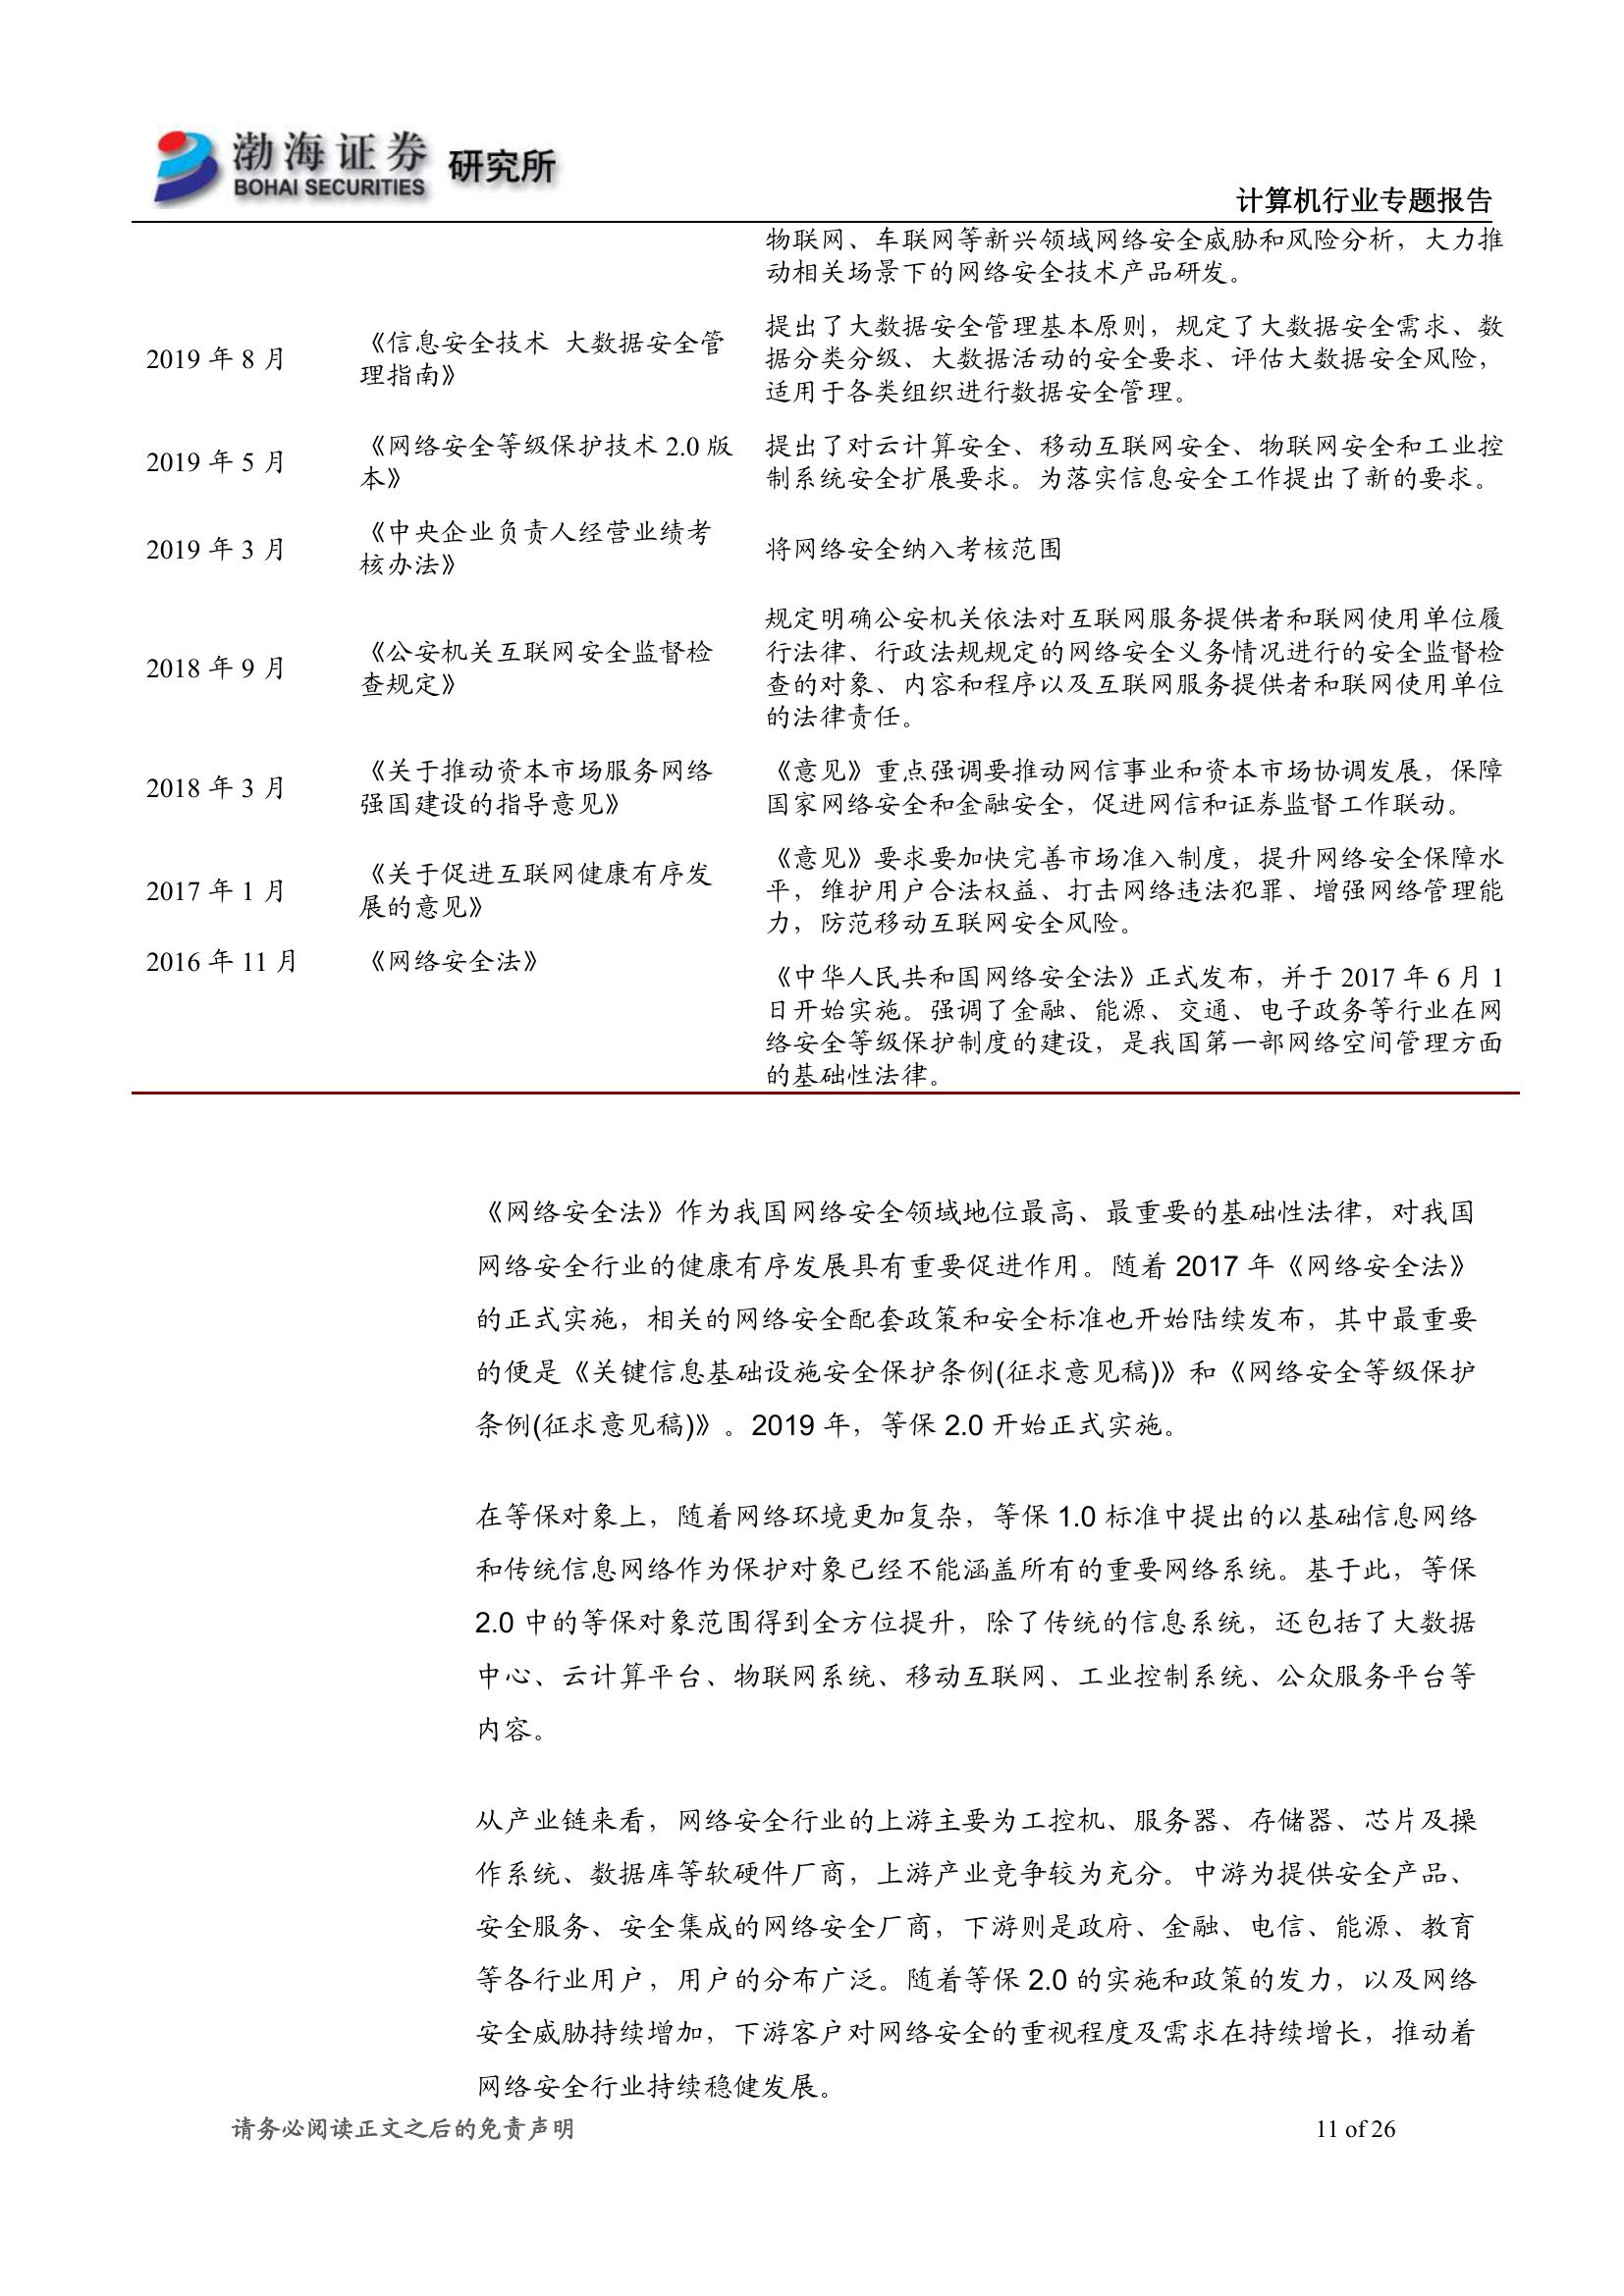 渤海证券 研究所
BOHAI SECURITIES
计算机行业专题报告
物联网、车联网等新兴领域网络安全威胁和风险分析，大力推
动相关场景下的网络安全技术产品研发。
2019 年 8 月
《信息安全技术 大数据安全管
理指南》
提出了大数据安全管理基本原则，规定了大数据安全需求、数
据分类分级、大数据活动的安全要求、评估大数据安全风险，
适用于各类组织进行数据安全管理。
2019 年 5 月
《网络安全等级保护技术 2.0 版
本》
提出了对云计算安全、移动互联网安全、物联网安全和工业控
制系统安全扩展要求。为落实信息安全工作提出了新的要求。
2019 年 3 月
《中央企业负责人经营业绩考
核办法》
将网络安全纳入考核范围
2018 年 9 月
《公安机关互联网安全监督检
查规定》
规定明确公安机关依法对互联网服务提供者和联网使用单位履
行法律、行政法规规定的网络安全义务情况进行的安全监督检
查的对象、内容和程序以及互联网服务提供者和联网使用单位
的法律责任。
2018 年 3 月
《关于推动资本市场服务网络
强国建设的指导意见》
《意见》重点强调要推动网信事业和资本市场协调发展，保障
国家网络安全和金融安全，促进网信和证券监督工作联动。
2017 年 1 月
《关于促进互联网健康有序发
展的意见》
《意见》要求要加快完善市场准入制度，提升网络安全保障水
平，维护用户合法权益、打击网络违法犯罪、增强网络管理能
力，防范移动互联网安全风险。
2016 年 11 月
《网络安全法》
《中华人民共和国网络安全法》正式发布，并于 2017 年 6 月 1
日开始实施。强调了金融、能源、交通、电子政务等行业在网
络安全等级保护制度的建设，是我国第一部网络空间管理方面
的基础性法律。
《网络安全法》作为我国网络安全领域地位最高、最重要的基础性法律，对我国
网络安全行业的健康有序发展具有重要促进作用。随着 2017 年《网络安全法》
的正式实施，相关的网络安全配套政策和安全标准也开始陆续发布，其中最重要
的便是《关键信息基础设施安全保护条例(征求意见稿)》和《网络安全等级保护
条例(征求意见稿)》。2019 年，等保 2.0 开始正式实施。
在等保对象上，随着网络环境更加复杂，等保 1.0 标准中提出的以基础信息网络
和传统信息网络作为保护对象已经不能涵盖所有的重要网络系统。基于此，等保
2.0 中的等保对象范围得到全方位提升，除了传统的信息系统，还包括了大数据
中心、云计算平台、物联网系统、移动互联网、工业控制系统、公众服务平台等
内容。
从产业链来看，网络安全行业的上游主要为工控机、服务器、存储器、芯片及操
作系统、数据库等软硬件厂商，上游产业竞争较为充分。中游为提供安全产品、
安全服务、安全集成的网络安全厂商，下游则是政府、金融、电信、能源、教育
等各行业用户，用户的分布广泛。随着等保 2.0 的实施和政策的发力，以及网络
安全威胁持续增加，下游客户对网络安全的重视程度及需求在持续增长，推动着
网络安全行业持续稳健发展。
请务必阅读正文之后的免责声明
11 of 26